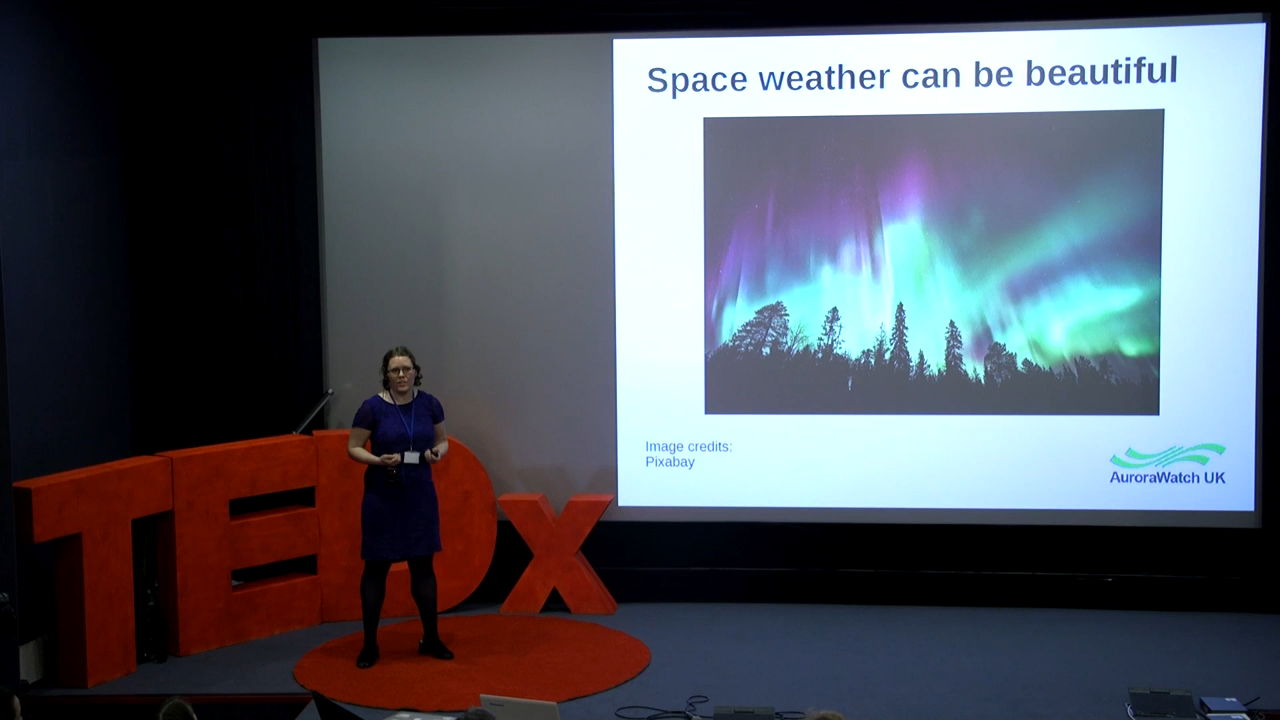 Space weather can be beautiful
Image credits:
Pixabay
AuroraWatch UK
TEDx